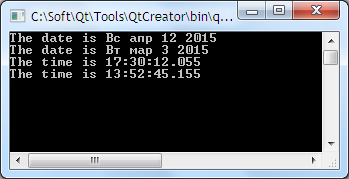 C:\Soft\Qt\Tools\QtCreator\bin\q...
The date is Вс апр 12 2015
The date is Вт мар 3 2015
The time is 17:30:12.055
The time is 13:52:45.155